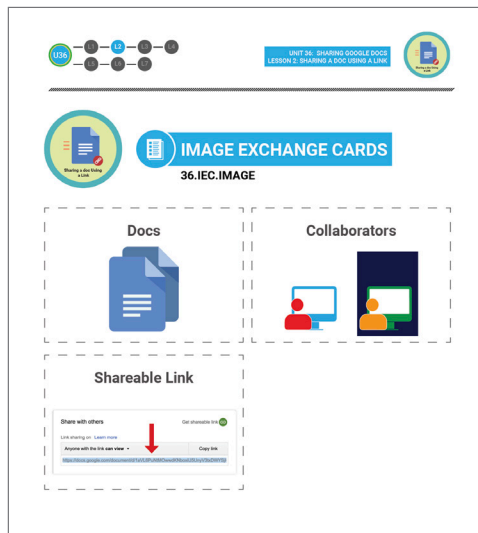 U36
L1
L2
L3
L4
L5
L6
L7
UNIT 36: SHARING GOOGLE DOCS
LESSON 2: SHARING A DOC USING A LINK
Sharing a doc Using
a Link
Sharing a doc Using
a Link
IMAGE EXCHANGE CARDS
36.IEC.IMAGE
Docs
Collaborators
Shareable Link
Share with others
Get shareable link
Link sharing on Learn more
Anyone with the link can view
Copy link